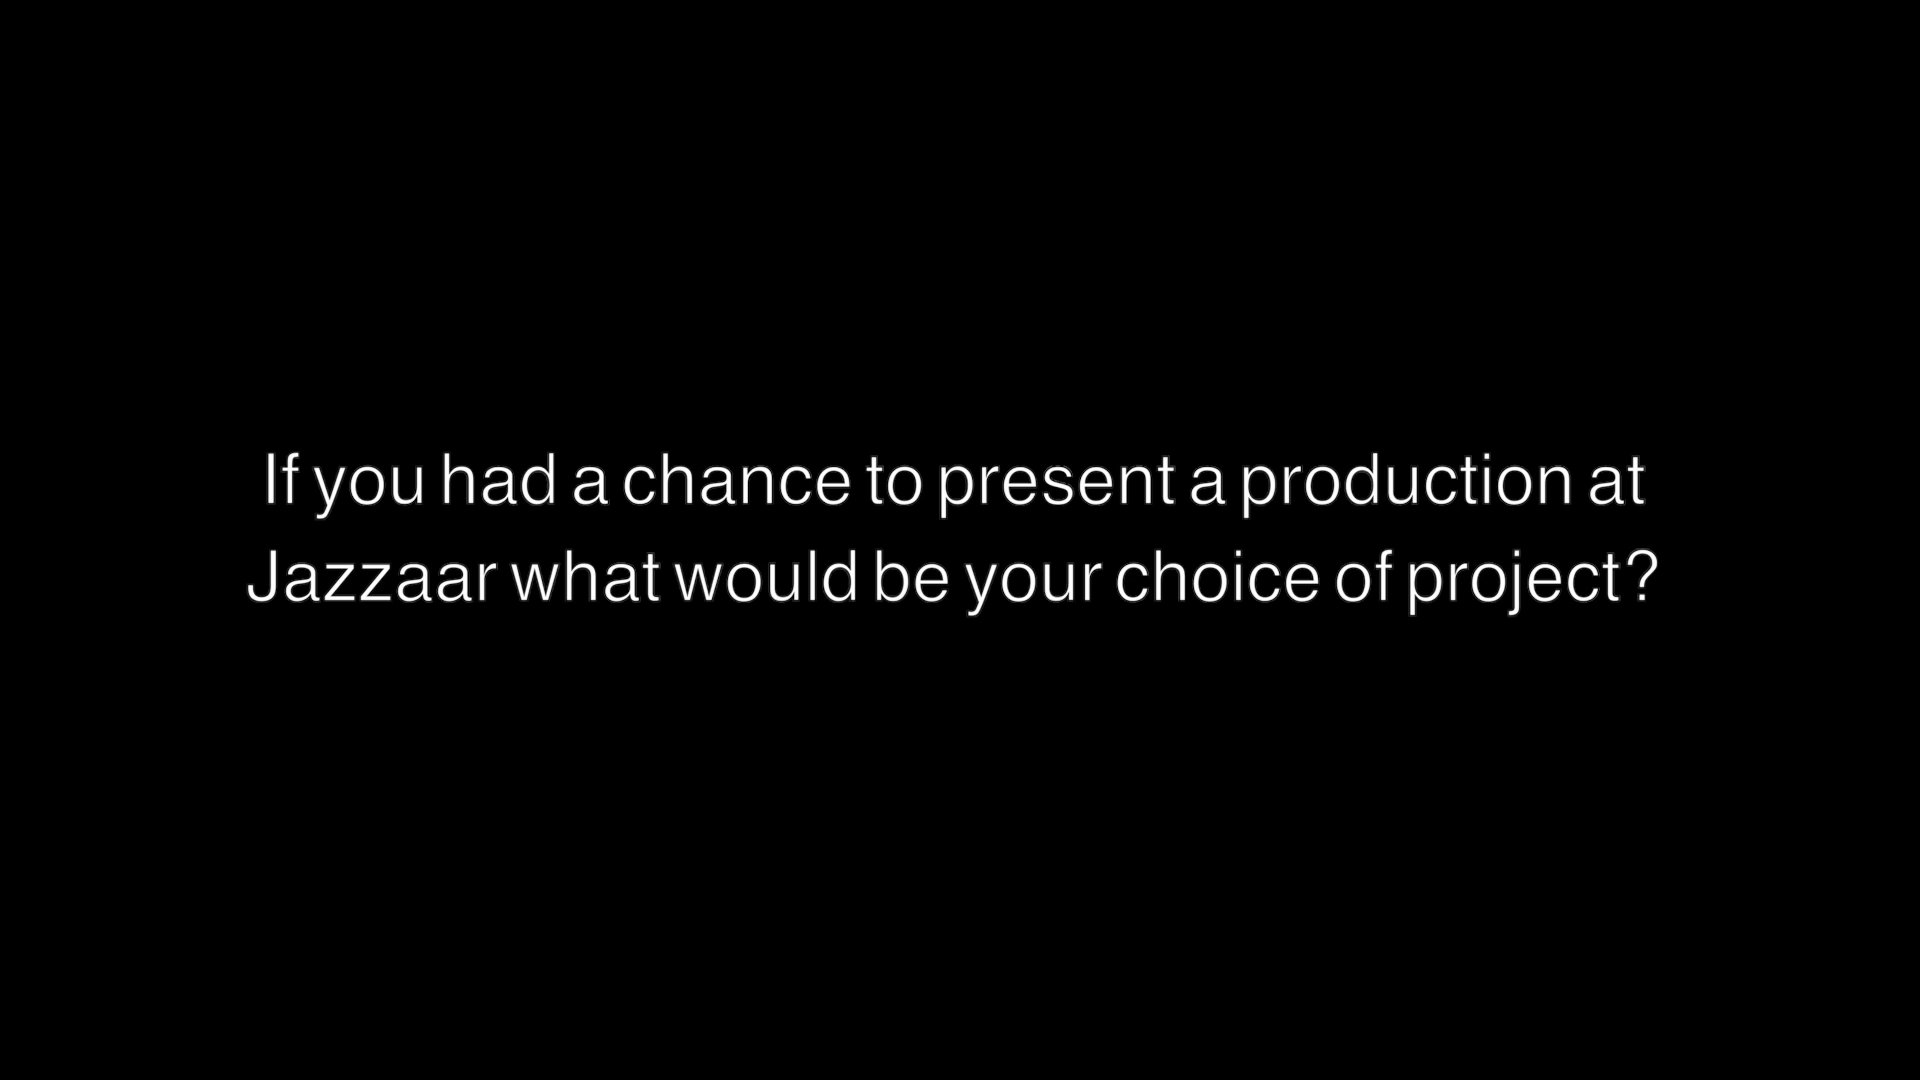 If you had a chance to present a production at
Jazzaar what would be your choice of project?